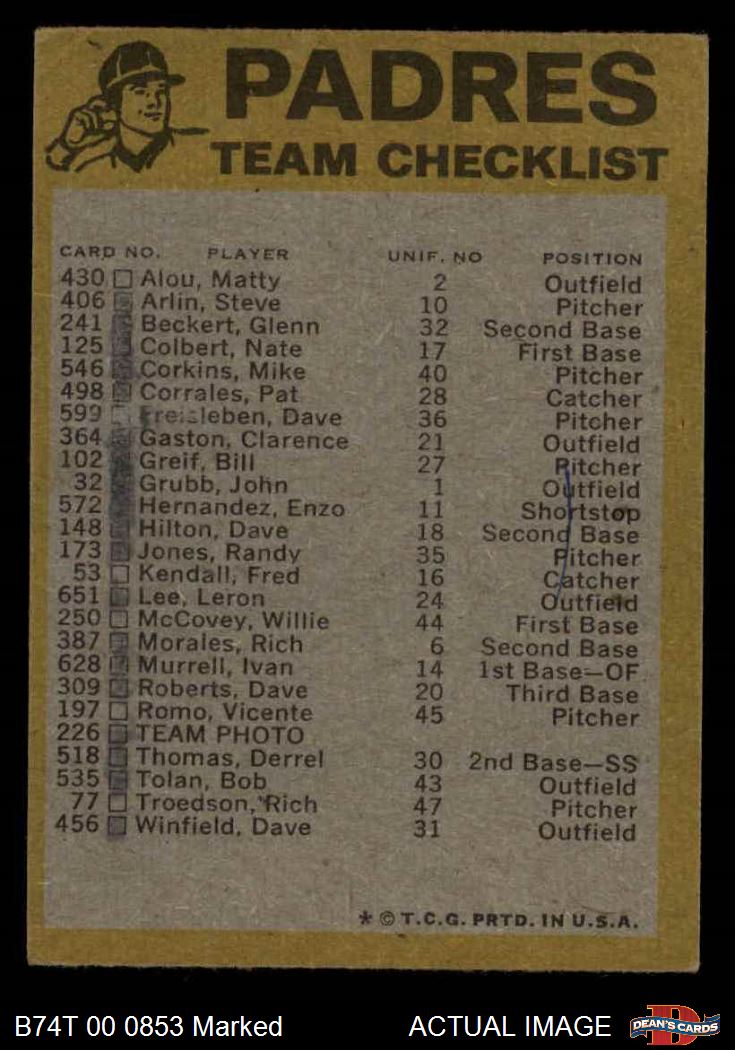 PADRES
TEAM CHECKLIST
CARD NO. PLAYER UNIF. NO POSITION
430 Alou, Matty 2 Outfield
406 Arlin, Steve 10 Pitcher
241 Beckert, Glenn 32 Second Base
125 Colbert, Nate 17 First Base
546 Corkins, Mike 40 Pitcher
498 Corrales, Pat 28 Catcher
599 Freisleben, Dave 36 Pitcher
364 Gaston, Clarence 21 Outfield
102 Greif, Bill 27 Pitcher
32 Grubb, John 1 Outfield
572 Hernandez, Enzo 11 Shortstop
148 Hilton, Dave 18 Second Base
173 Jones, Randy 35 Pitcher
53 Kendall, Fred 16 Catcher
651 Lee, Leron 24 Outfield
250 McCovey, Willie 44 First Base
387 Morales, Rich 6 Second Base
628 Murrell, Ivan 14 1st Base—OF
309 Roberts, Dave 20 Third Base
197 Romo, Vicente 45 Pitcher
226 TEAM PHOTO
518 Thomas, Derrel 30 2nd Base—SS
535 Tolan, Bob 43 Outfield
77 Troedson, Rich 47 Pitcher
456 Winfield, Dave 31 Outfield
* © T.C.G. PRTD. IN U.S.A.
B74T 00 0853 Marked ACTUAL IMAGE DEAN'S CARDS